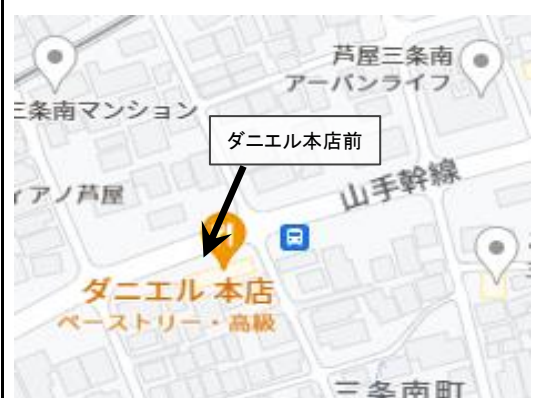 芦屋三条南
アーバンライフ
三条南マンション
ダニエル本店前
ィアノ芦屋
山手幹線
ダニエル 本店
ペーストリー・高級
三条南町